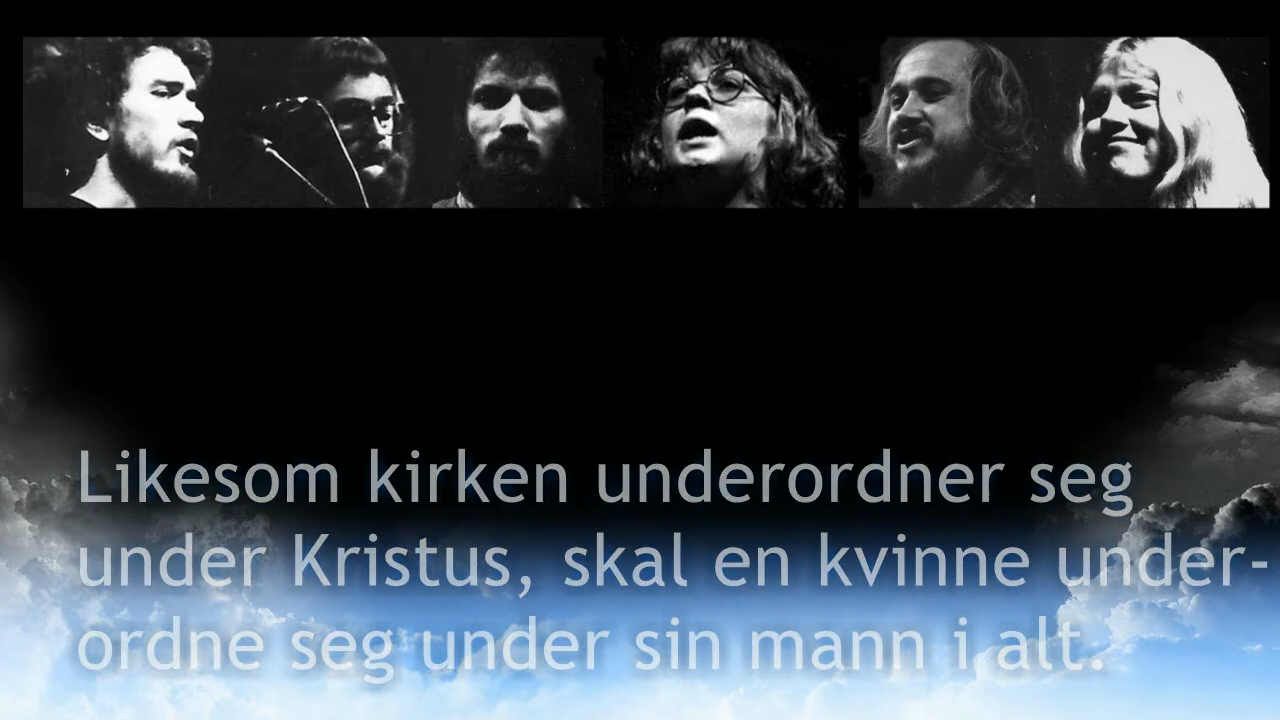 Likesom kirken underordner seg
under Kristus, skal en kvinne under-
ordne seg under sin mann i alt.